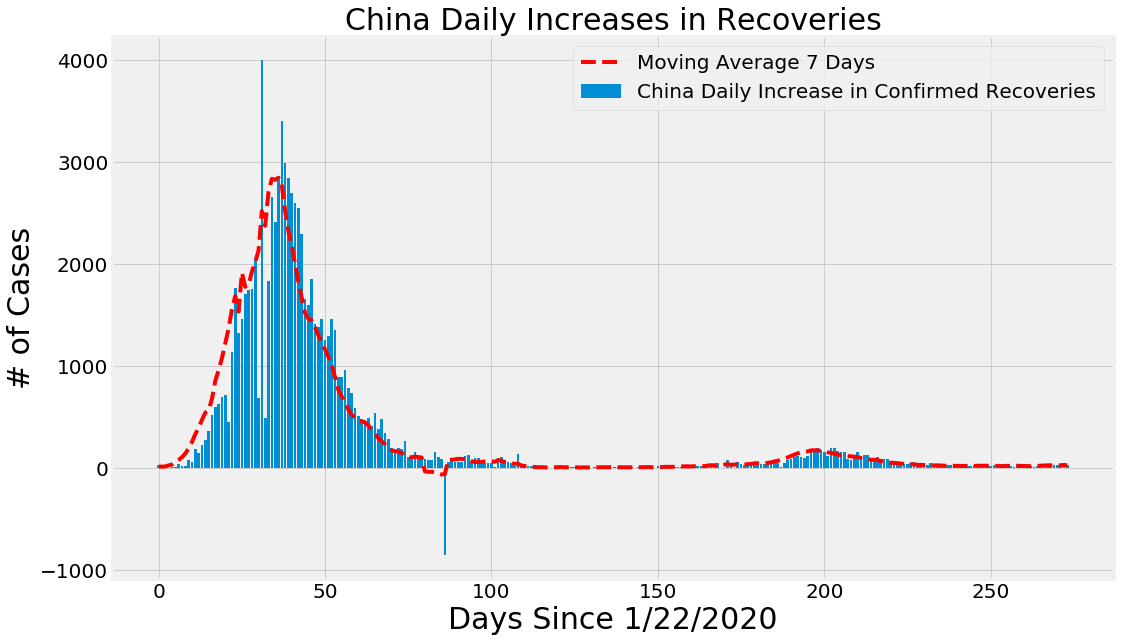 China Daily Increases in Recoveries
Moving Average 7 Days
China Daily Increase in Confirmed Recoveries
4000
3000
2000
1000
0
−1000
# of Cases
0 50 100 150 200 250
Days Since 1/22/2020